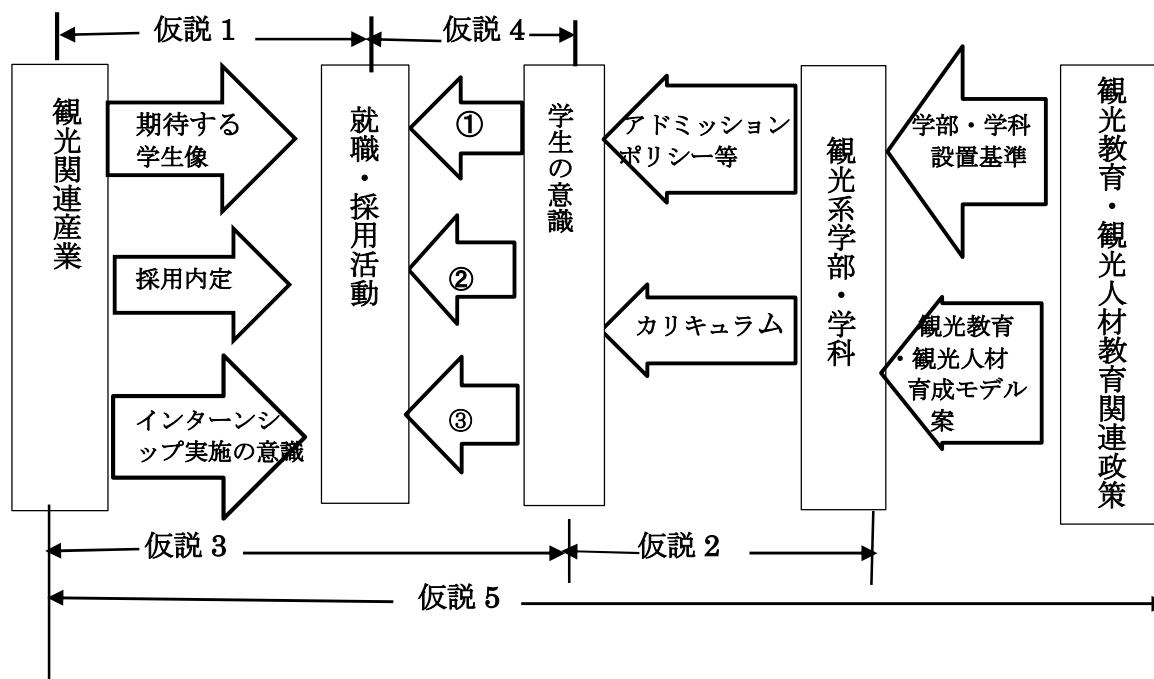 仮説 1
仮説 4
観光関連産業
期待する
学生像
採用内定
インターンシ
ップ実施の意識
就職・採用活動
①
②
③
学生の意識
アドミッション
ポリシー等
カリキュラム
観光系学部・学科
学部・学科
設置基準
観光教育
・観光人材
育成モデル
案
観光教育・観光人材教育関連政策
仮説 3
仮説 2
仮説 5